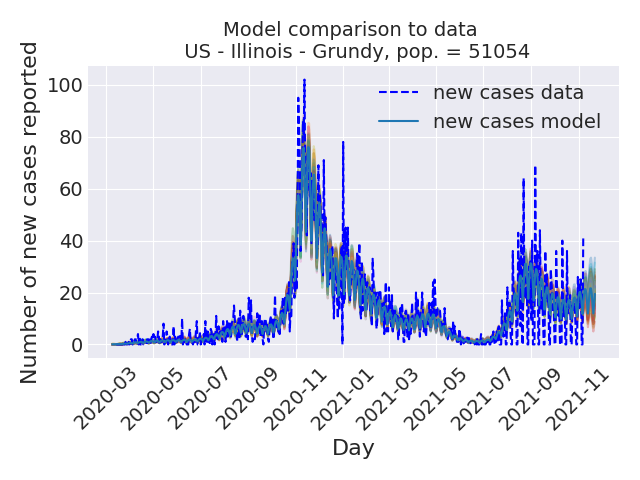 Model comparison to data
US - Illinois - Grundy, pop. = 51054
Number of new cases reported
100
80
60
40
20
0
new cases data
new cases model
2020-03
2020-05
2020-07
2020-09
2020-11
2021-01
2021-03
2021-05
2021-07
2021-09
2021-11
Day